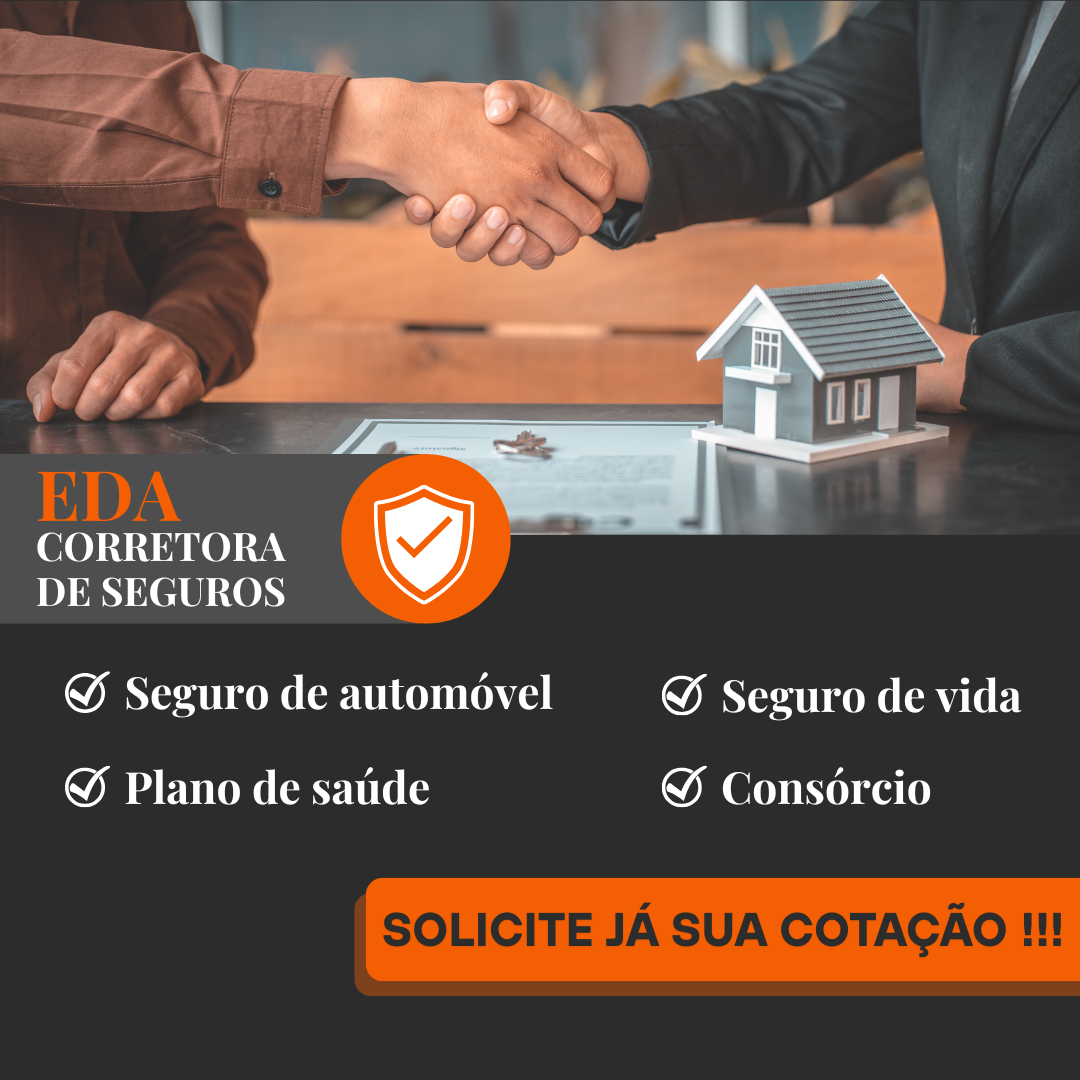 EDA
CORRETORA
DE SEGUROS
Seguro de automóvel
Seguro de vida
Plano de saúde
Consórcio
SOLICITE JÁ SUA COTAÇÃO !!!